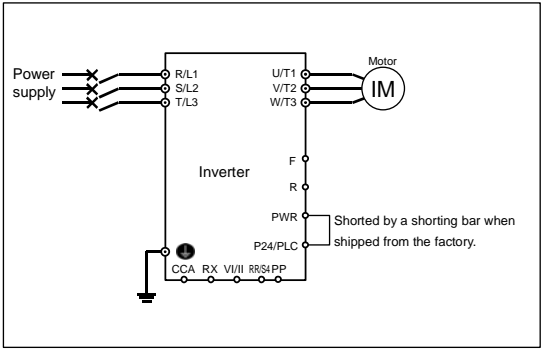 Motor
Power
supply
R/L1
S/L2
T/L3
U/T1
V/T2
W/T3
IM
Inverter
F
R
PWR
P24/PLC
Shorted by a shorting bar when
shipped from the factory.
CCA RX VI/II RR/S4 PP